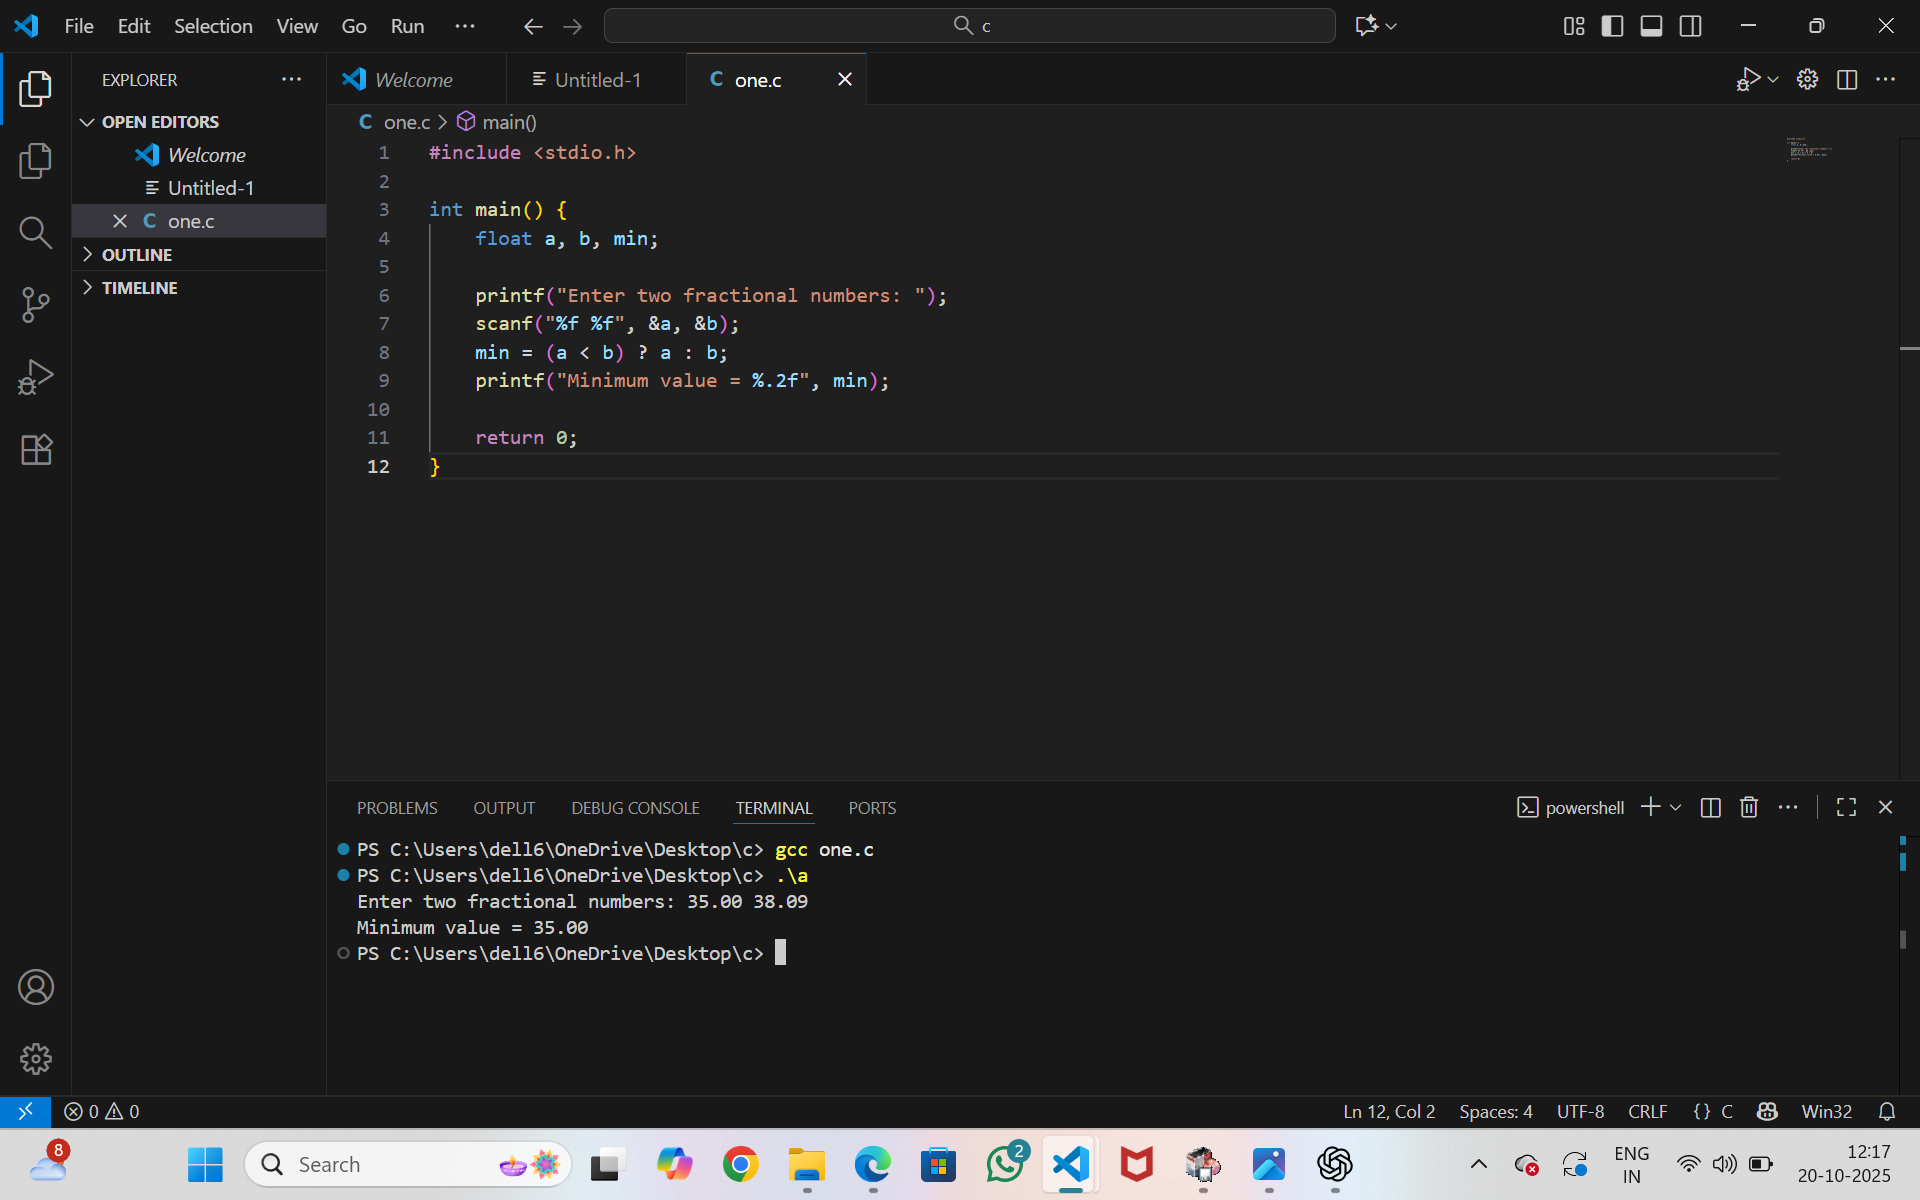 File Edit Selection View Go Run ··· c
EXPLORER ···
OPEN EDITORS
Welcome
Untitled-1
one.c
OUTLINE
TIMELINE
Welcome Untitled-1 C one.c
C one.c > main()
1 #include <stdio.h>
2
3 int main() {
4     float a, b, min;
5
6     printf("Enter two fractional numbers: ");
7     scanf("%f %f", &a, &b);
8     min = (a < b) ? a : b;
9     printf("Minimum value = %.2f", min);
10
11     return 0;
12 }
PROBLEMS OUTPUT DEBUG CONSOLE TERMINAL PORTS powershell
PS C:\Users\dell6\OneDrive\Desktop\c> gcc one.c
PS C:\Users\dell6\OneDrive\Desktop\c> .\a
Enter two fractional numbers: 35.00 38.09
Minimum value = 35.00
PS C:\Users\dell6\OneDrive\Desktop\c>
0 0 Ln 12, Col 2 Spaces: 4 UTF-8 CRLF {} C Win32
8 Search 2 ENG 12:17
IN 20-10-2025